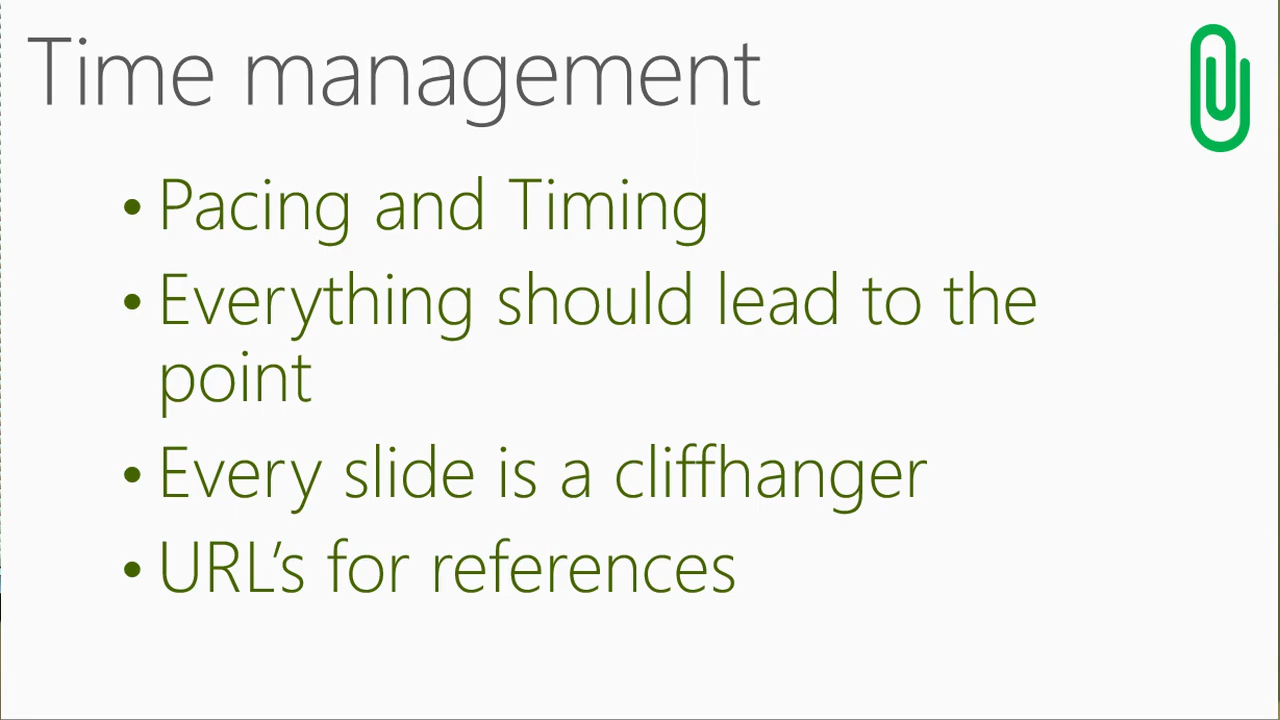 Time management
• Pacing and Timing
• Everything should lead to the
point
• Every slide is a cliffhanger
• URL’s for references